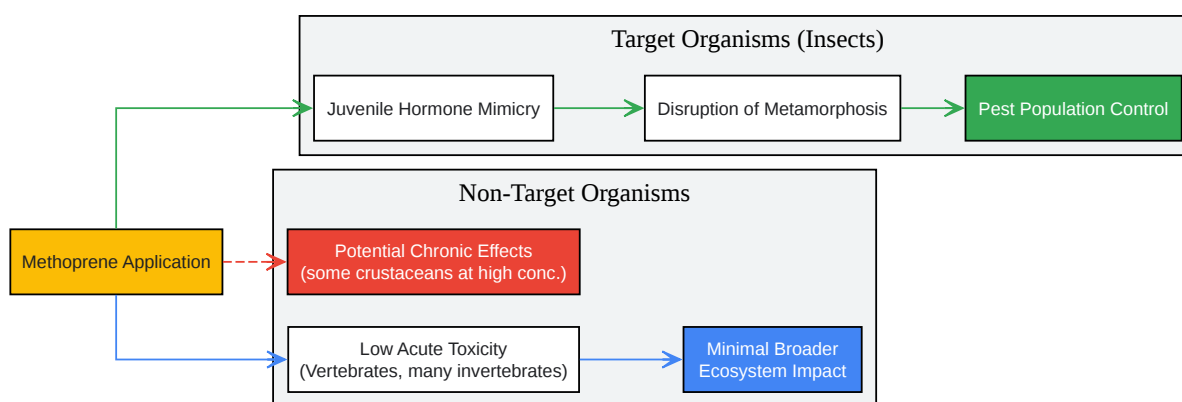 Target Organisms (Insects)
Juvenile Hormone Mimicry
Disruption of Metamorphosis
Pest Population Control
Non-Target Organisms
Methoprene Application
Potential Chronic Effects
(some crustaceans at high conc.)
Low Acute Toxicity
(Vertebrates, many invertebrates)
Minimal Broader
Ecosystem Impact